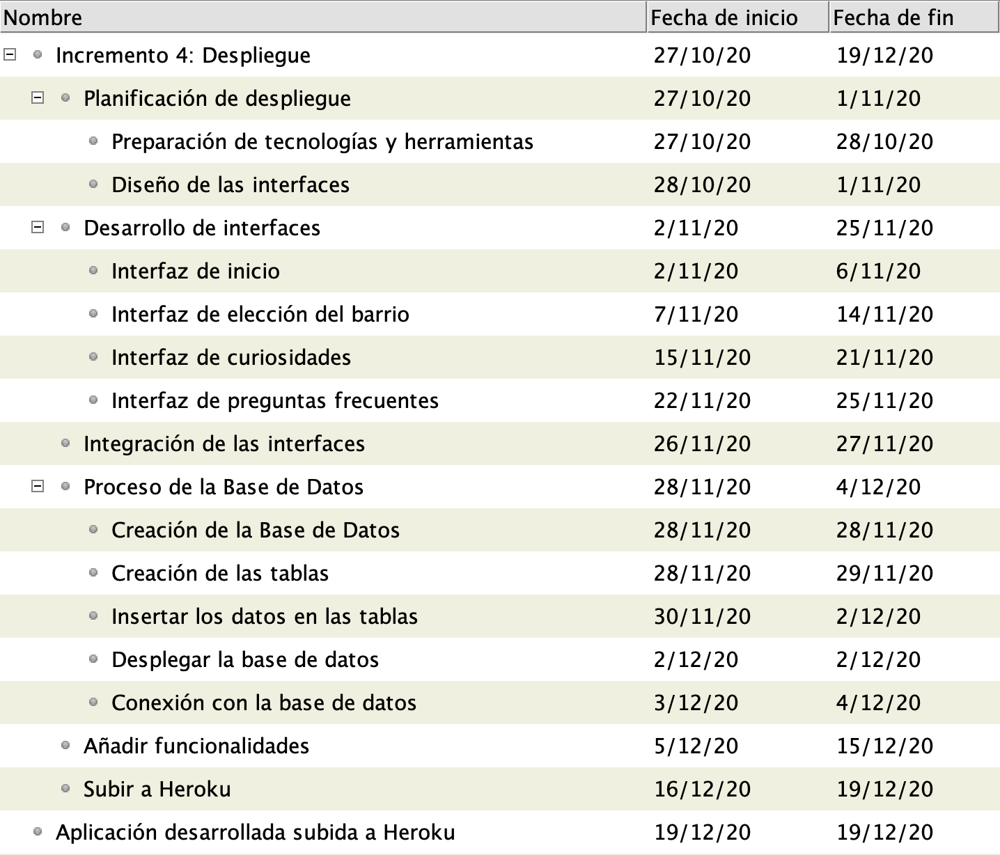 Nombre Fecha de inicio Fecha de fin
Incremento 4: Despliegue 27/10/20 19/12/20
Planificación de despliegue 27/10/20 1/11/20
Preparación de tecnologías y herramientas 27/10/20 28/10/20
Diseño de las interfaces 28/10/20 1/11/20
Desarrollo de interfaces 2/11/20 25/11/20
Interfaz de inicio 2/11/20 6/11/20
Interfaz de elección del barrio 7/11/20 14/11/20
Interfaz de curiosidades 15/11/20 21/11/20
Interfaz de preguntas frecuentes 22/11/20 25/11/20
Integración de las interfaces 26/11/20 27/11/20
Proceso de la Base de Datos 28/11/20 4/12/20
Creación de la Base de Datos 28/11/20 28/11/20
Creación de las tablas 28/11/20 29/11/20
Insertar los datos en las tablas 30/11/20 2/12/20
Desplegar la base de datos 2/12/20 2/12/20
Conexión con la base de datos 3/12/20 4/12/20
Añadir funcionalidades 5/12/20 15/12/20
Subir a Heroku 16/12/20 19/12/20
Aplicación desarrollada subida a Heroku 19/12/20 19/12/20